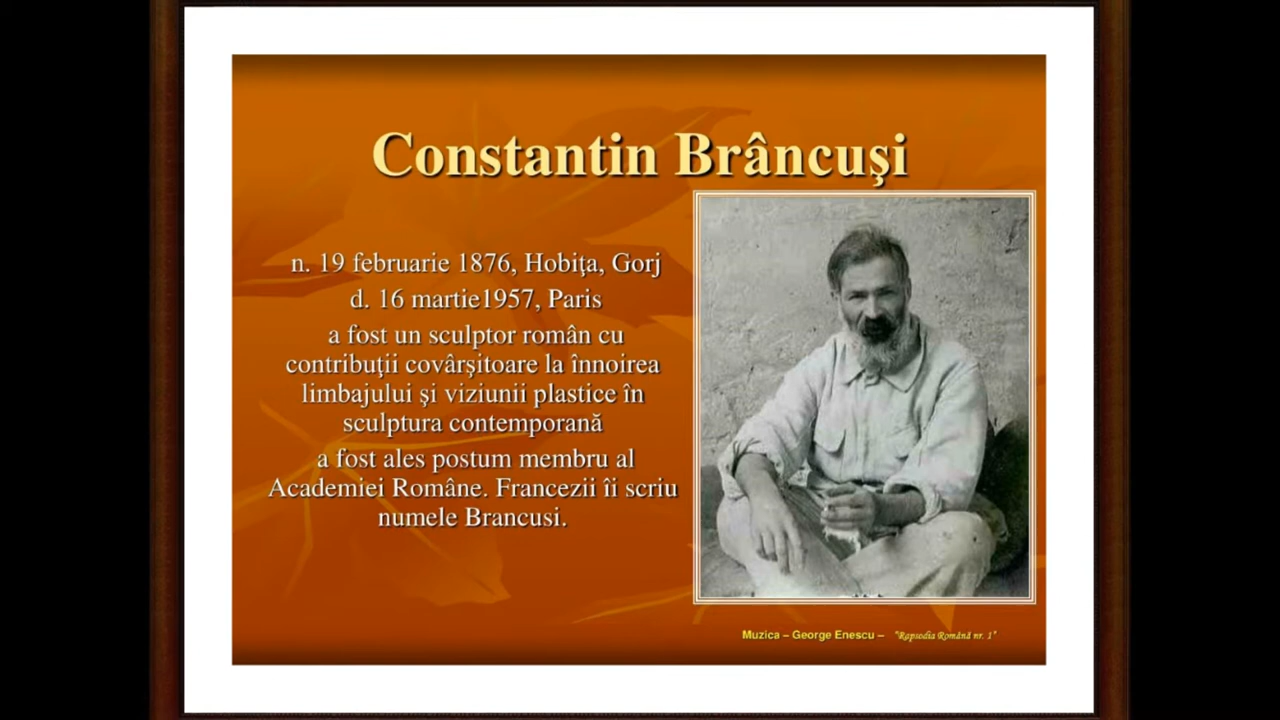 Constantin Brâncuşi
n. 19 februarie 1876, Hobiţa, Gorj
d. 16 martie1957, Paris
a fost un sculptor român cu
contribuţii covârşitoare la înnoirea
limbajului şi viziunii plastice în
sculptura contemporană
a fost ales postum membru al
Academiei Române. Francezii îi scriu
numele Brancusi.
Muzica – George Enescu – "Rapsodia Română nr. 1"